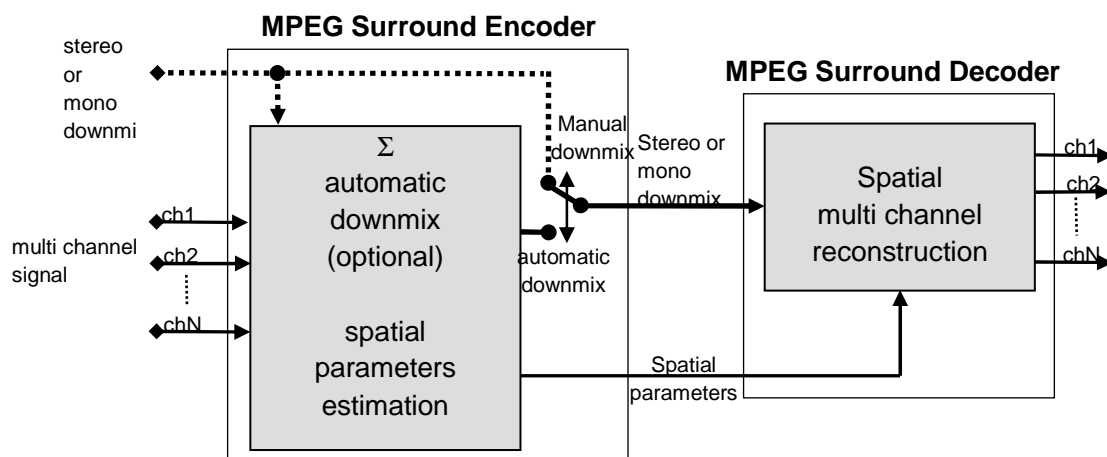 MPEG Surround Encoder
stereo
or
mono
downmi
MPEG Surround Decoder
Σ
automatic
downmix
(optional)
spatial
parameters
estimation
ch1
multi channel
signal
ch2
chN
Manual
downmix
automatic
downmix
Stereo or
mono
downmix
Spatial
parameters
Spatial
multi channel
reconstruction
ch1
ch2
chN